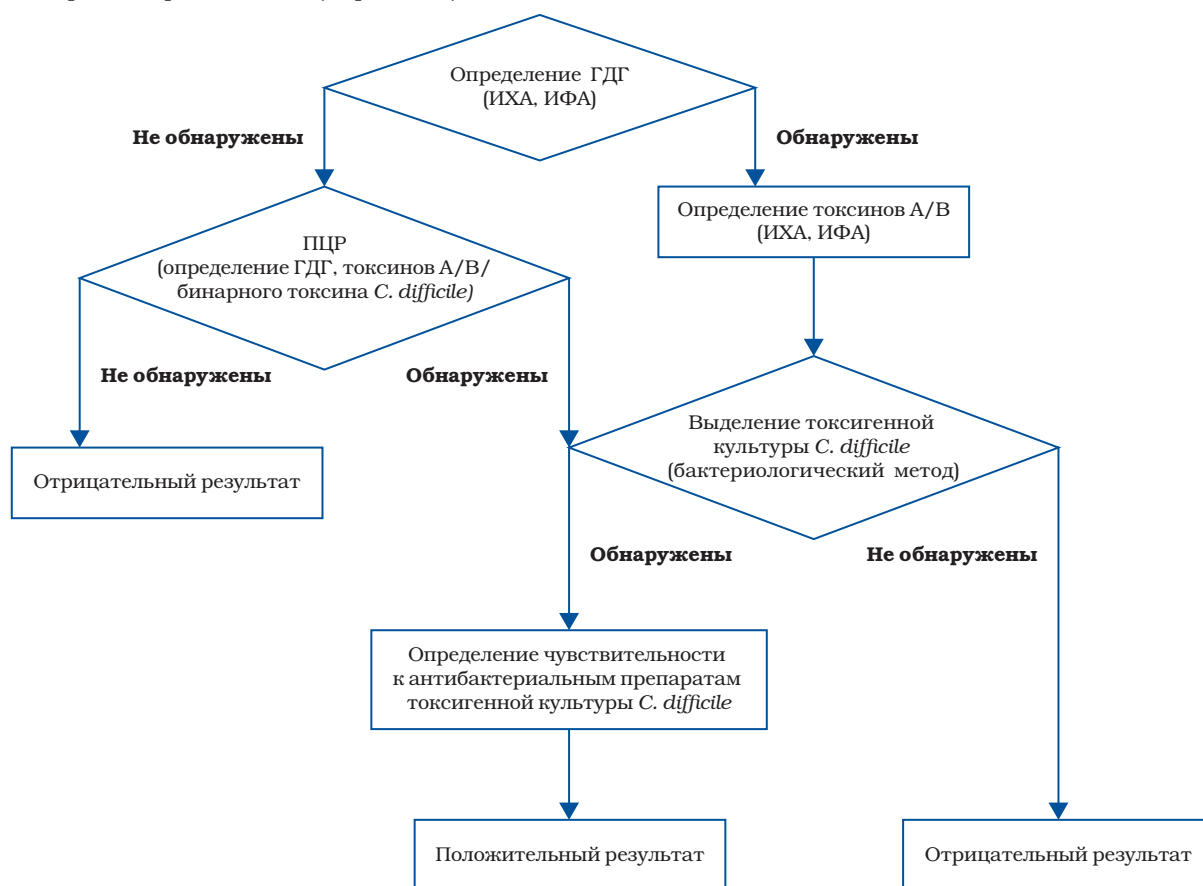 Определение ГДГ
(ИХА, ИФА)
Не обнаружены
Обнаружены
Определение токсинов А/В
(ИХА, ИФА)
ПЦР
(определение ГДГ, токсинов А/В/
бинарного токсина C. difficile)
Не обнаружены
Обнаружены
Выделение токсигенной
культуры C. difficile
(бактериологический метод)
Отрицательный результат
Обнаружены
Не обнаружены
Определение чувствительности
к антибактериальным препаратам
токсигенной культуры C. difficile
Положительный результат
Отрицательный результат